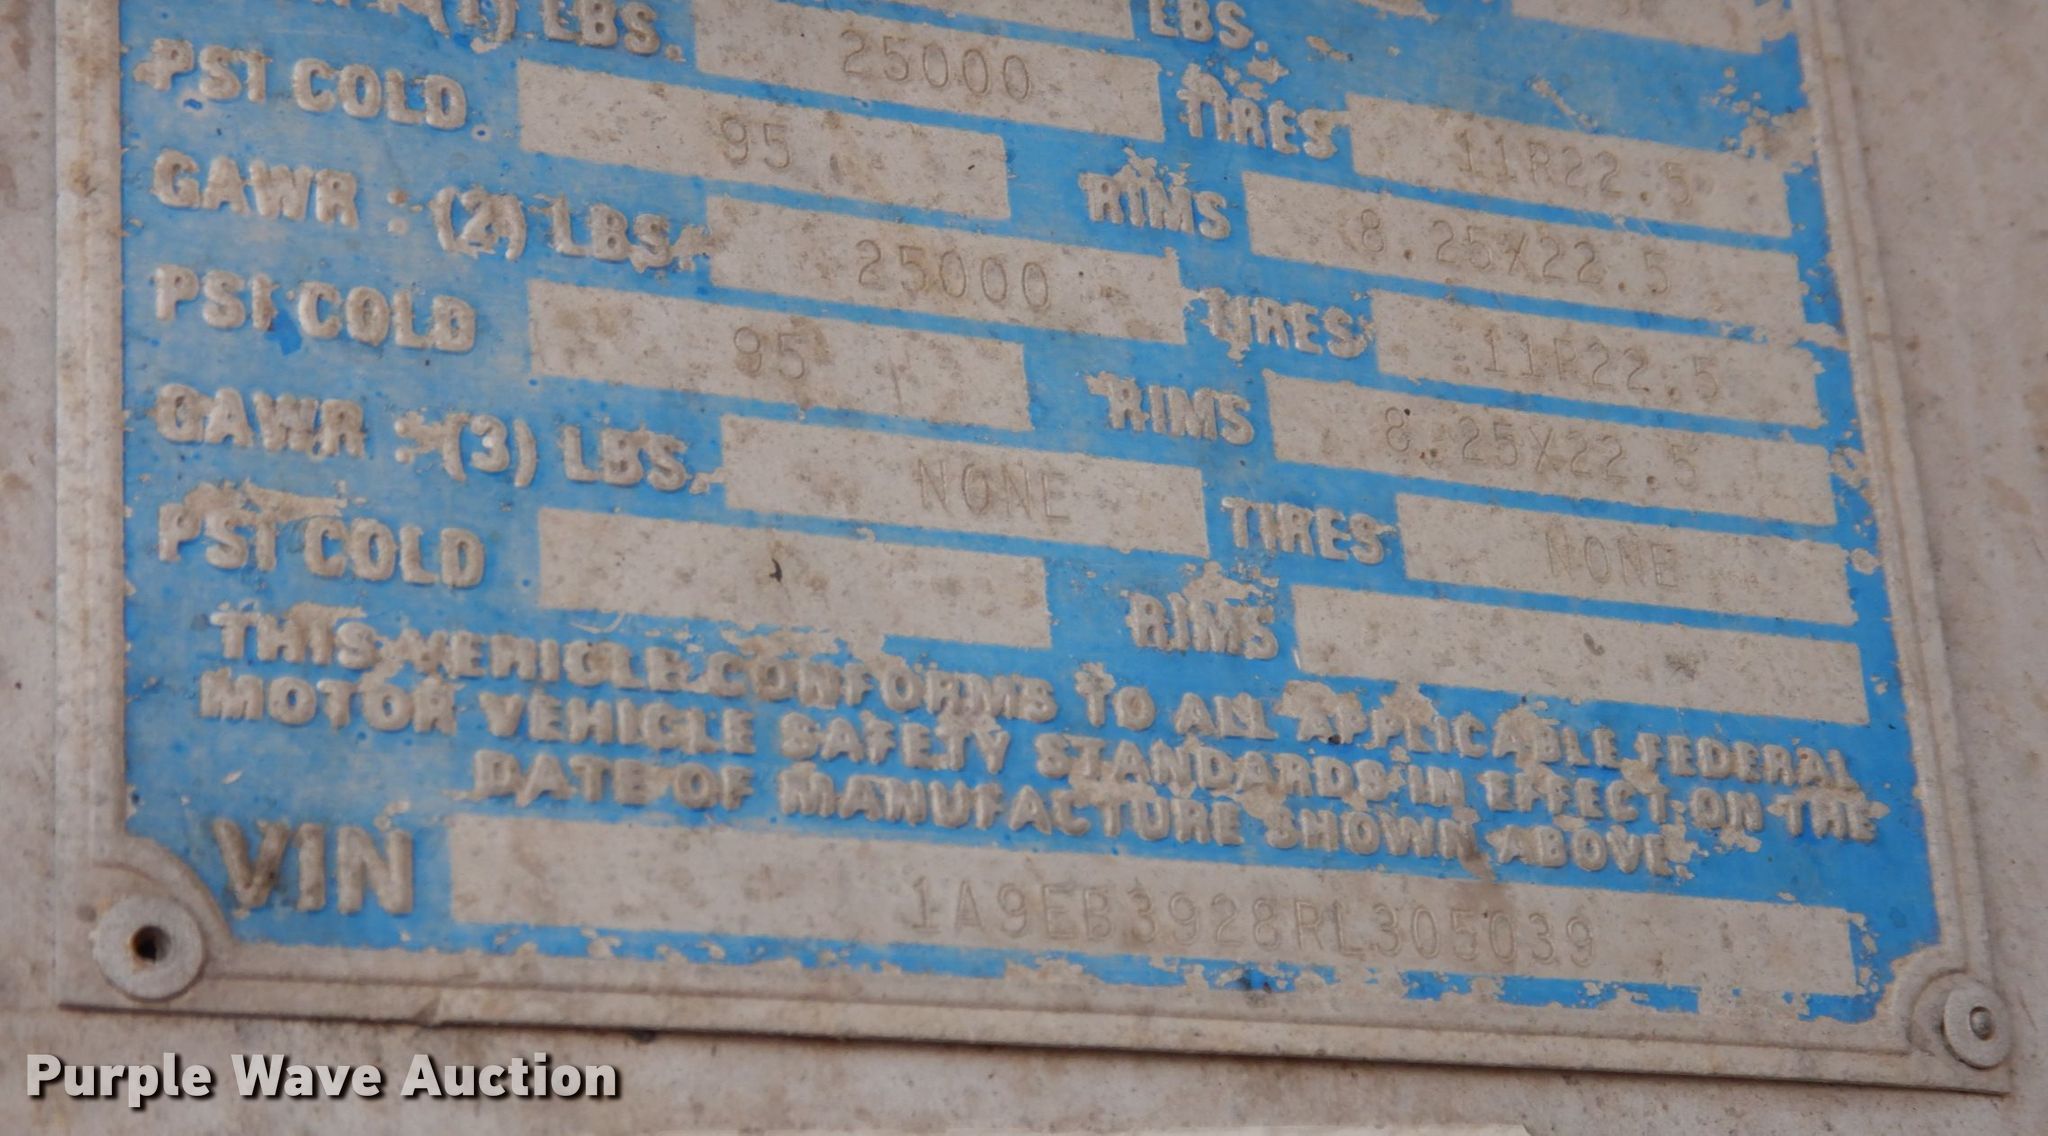 (1) LBS. 25000 LBS.
PSI COLD 95 TIRES 11R22.5
GAWR : (2) LBS. 25000 RIMS 8.25X22.5
PSI COLD 95 TIRES 11R22.5
GAWR : (3) LBS. NONE RIMS 8.25X22.5
PSI COLD TIRES NONE
RIMS
THIS VEHICLE CONFORMS TO ALL APPLICABLE FEDERAL
MOTOR VEHICLE SAFETY STANDARDS IN EFFECT ON THE
DATE OF MANUFACTURE SHOWN ABOVE.
VIN 1A9EB3928RL305039
Purple Wave Auction